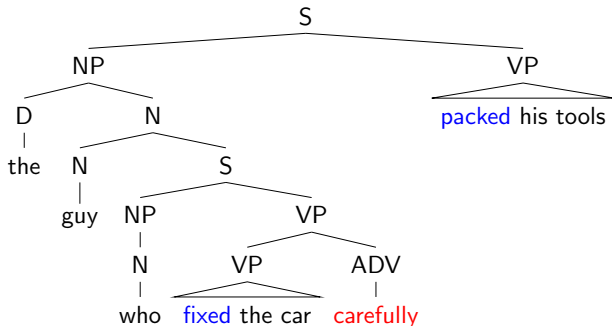 S
NP VP
D N packed his tools
the N S
guy NP VP
N VP ADV
who fixed the car carefully